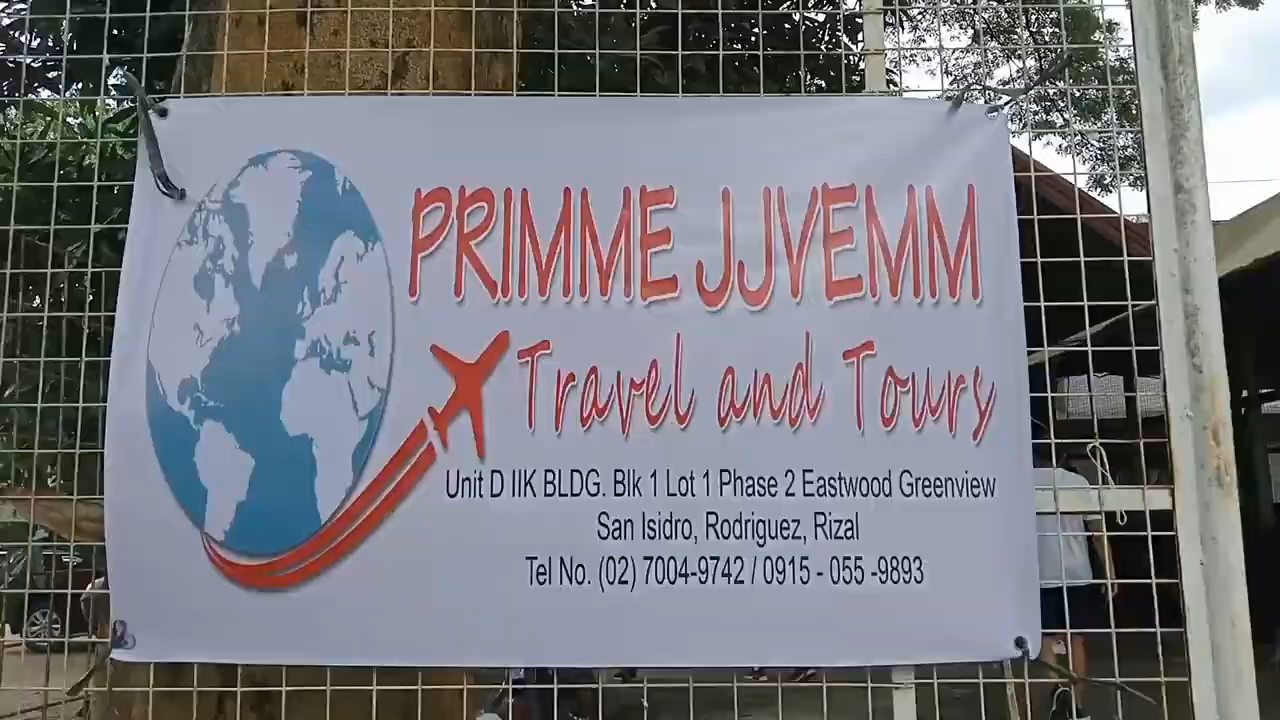 PRIMME JJVEMM
Travel and Tours
Unit D IIK BLDG. Blk 1 Lot 1 Phase 2 Eastwood Greenview
San Isidro, Rodriguez, Rizal
Tel No. (02) 7004-9742 / 0915 - 055 -9893